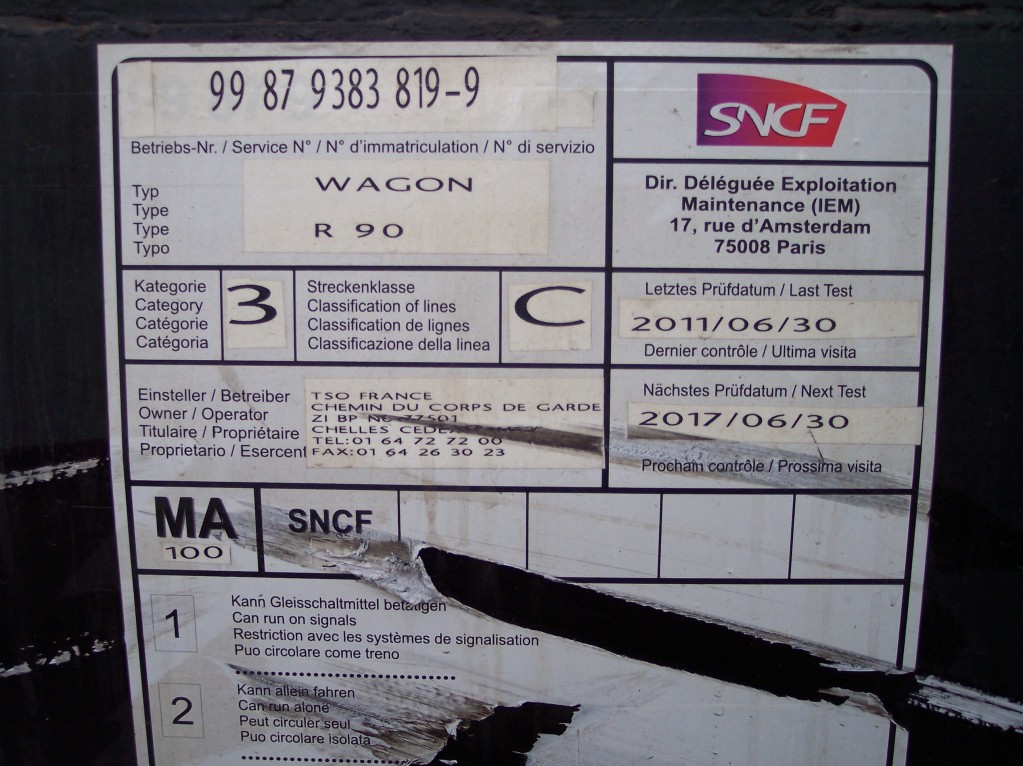 99 87 9383 819-9
Betriebs-Nr. / Service N° / N° d'immatriculation / N° di servizio
Typ
Type
Type
Typo
WAGON
R 90
SNCF
Dir. Déléguée Exploitation
Maintenance (IEM)
17, rue d'Amsterdam
75008 Paris
Kategorie
Category
Catégorie
Catégoria
3
Streckenklasse
Classification of lines
Classification de lignes
Classificazione della linea
C
Letztes Prüfdatum / Last Test
2011/06/30
Dernier contrôle / Ultima visita
Einsteller / Betreiber
Owner / Operator
Titulaire / Propriétaire
Proprietario / Esercent
TSO FRANCE
CHEMIN DU CORPS DE GARDE
ZI BP NC 77501
CHELLES
TEL:01 64 72 72 00
FAX:01 64 26 30 23
Nächstes Prüfdatum / Next Test
2017/06/30
Prochain contrôle / Prossima visita
MA
100
SNCF
1
Kann Gleisschaltmittel betätigen
Can run on signals
Restriction avec les systèmes de signalisation
Puo circolare come treno
2
Kann allein fahren
Can run alone
Peut circuler seul
Puo circolare isolata